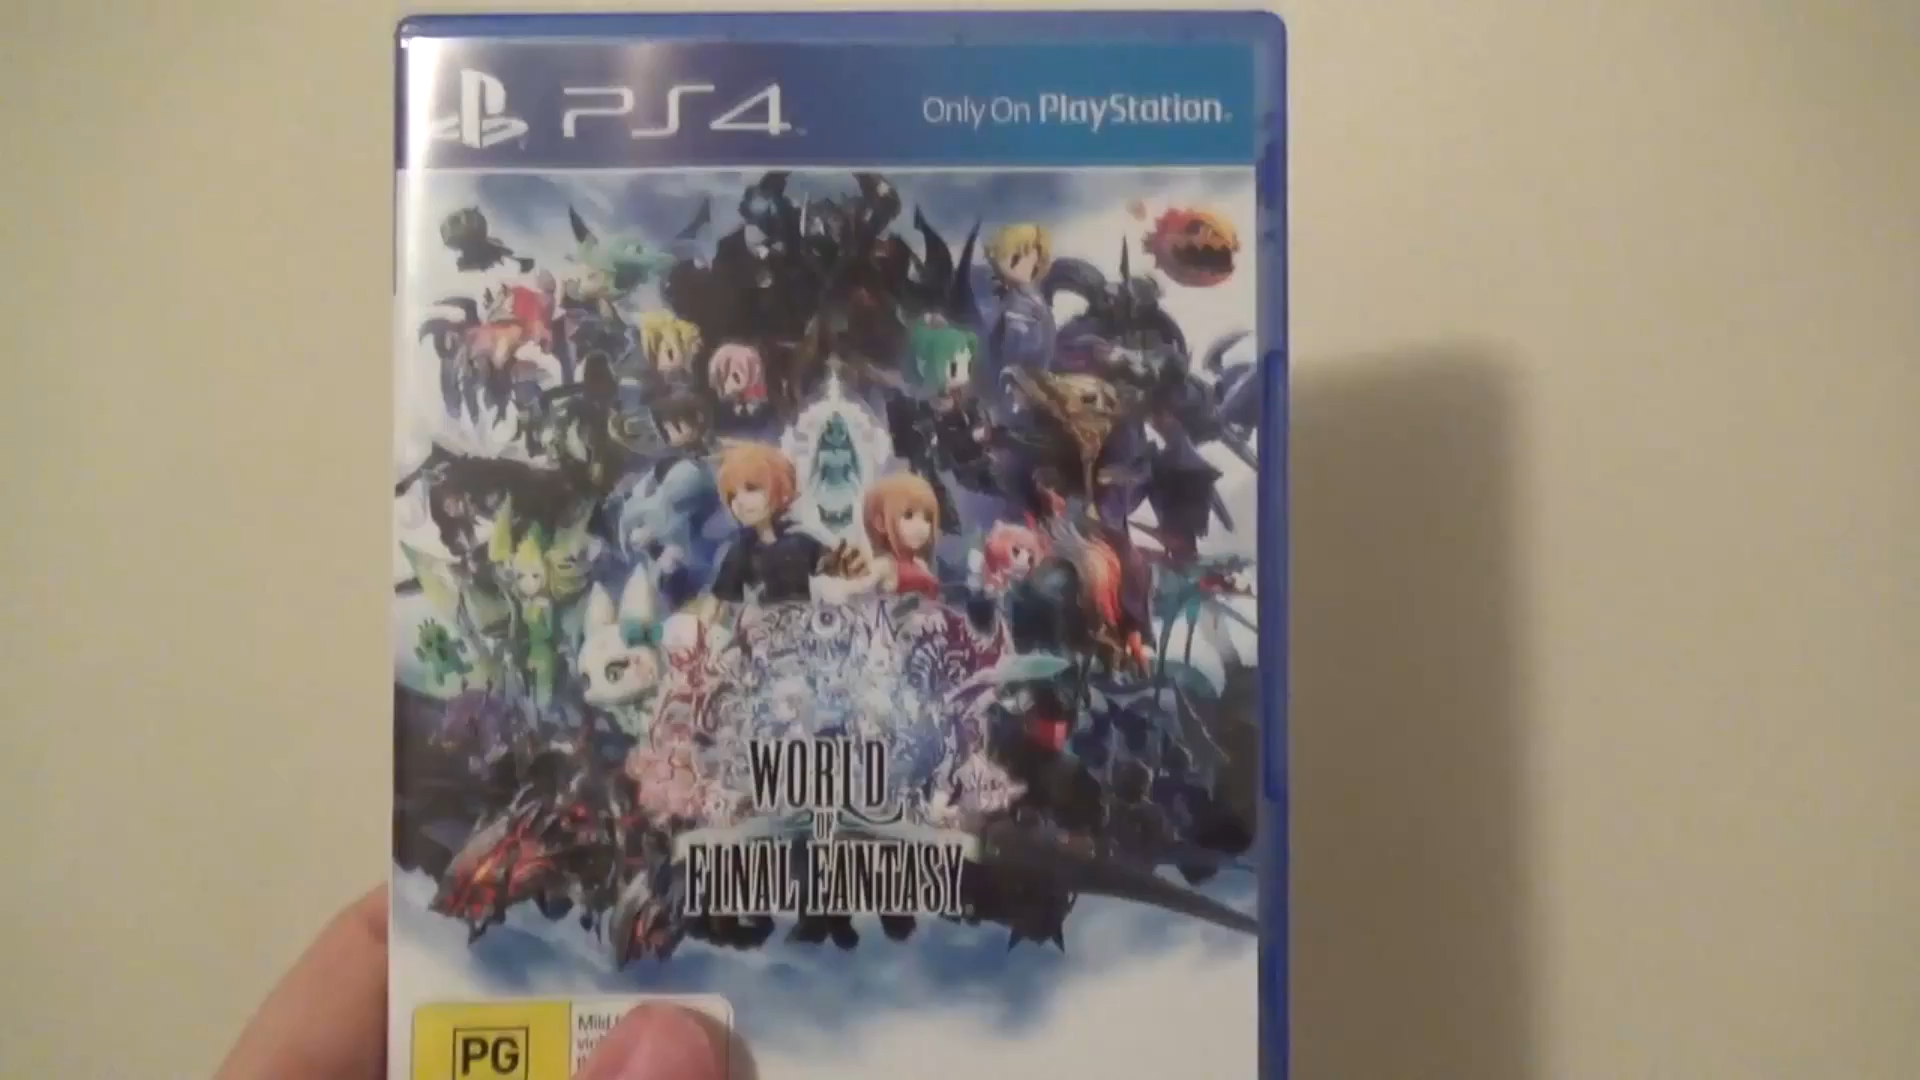 PS4
Only On PlayStation.
WORLD
OF
FINAL FANTASY
PG
Mild